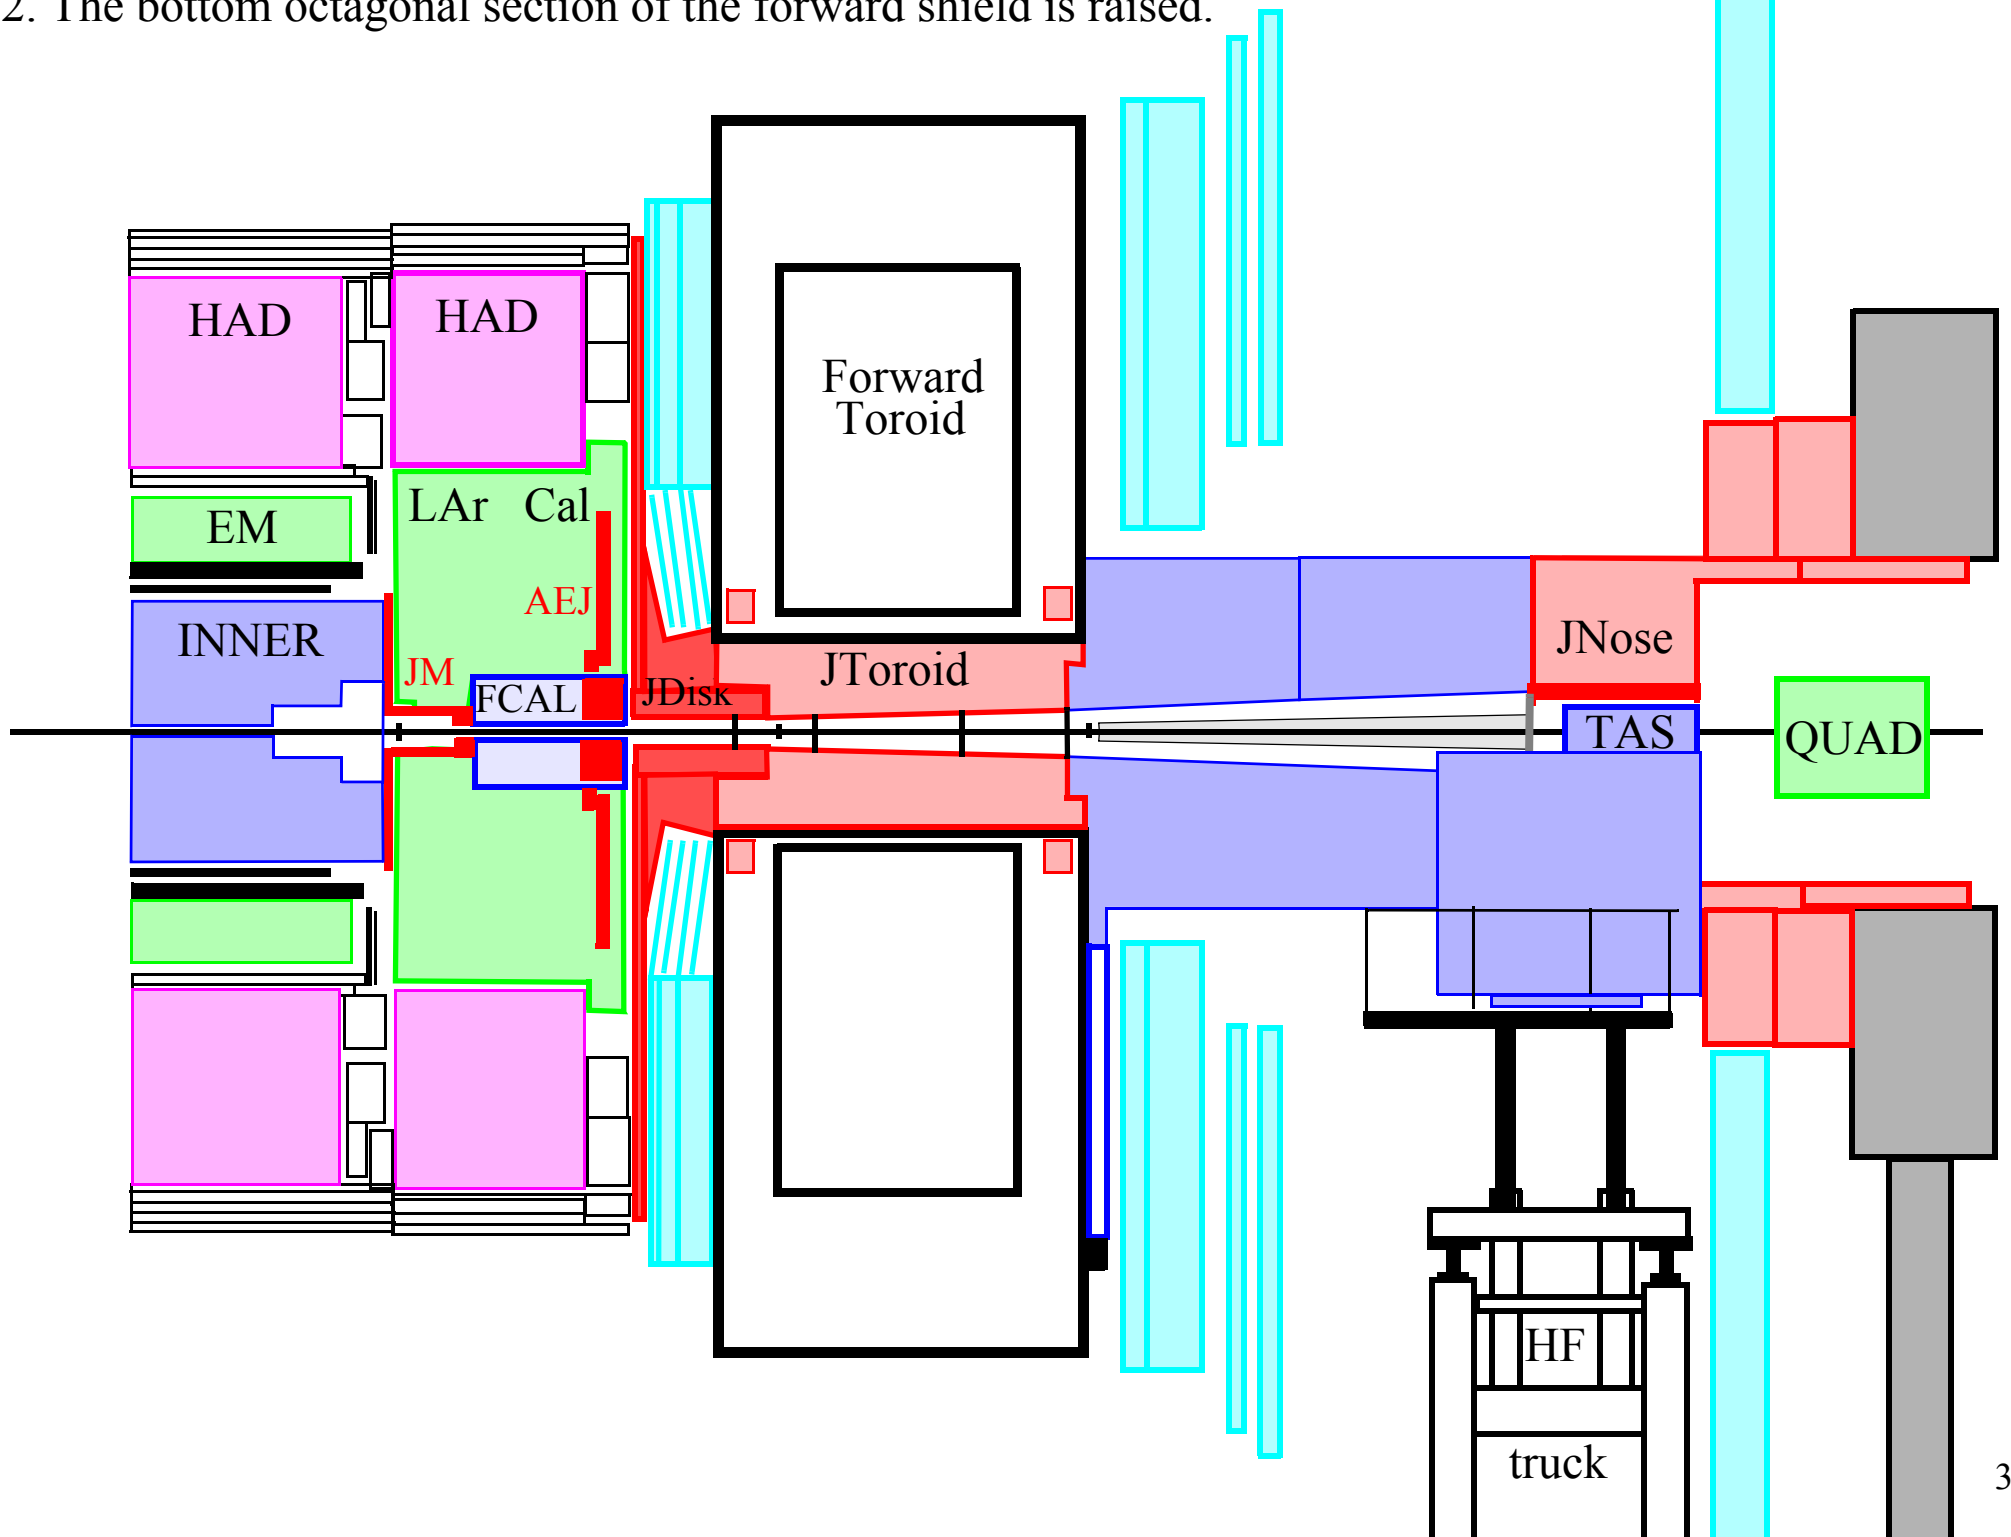 2. The bottom octagonal section of the forward shield is raised.
HAD
HAD
Forward
Toroid
LAr Cal
EM
AEJ
INNER
JM
FCAL
JDisk
JToroid
JNose
TAS
QUAD
HF
truck
3